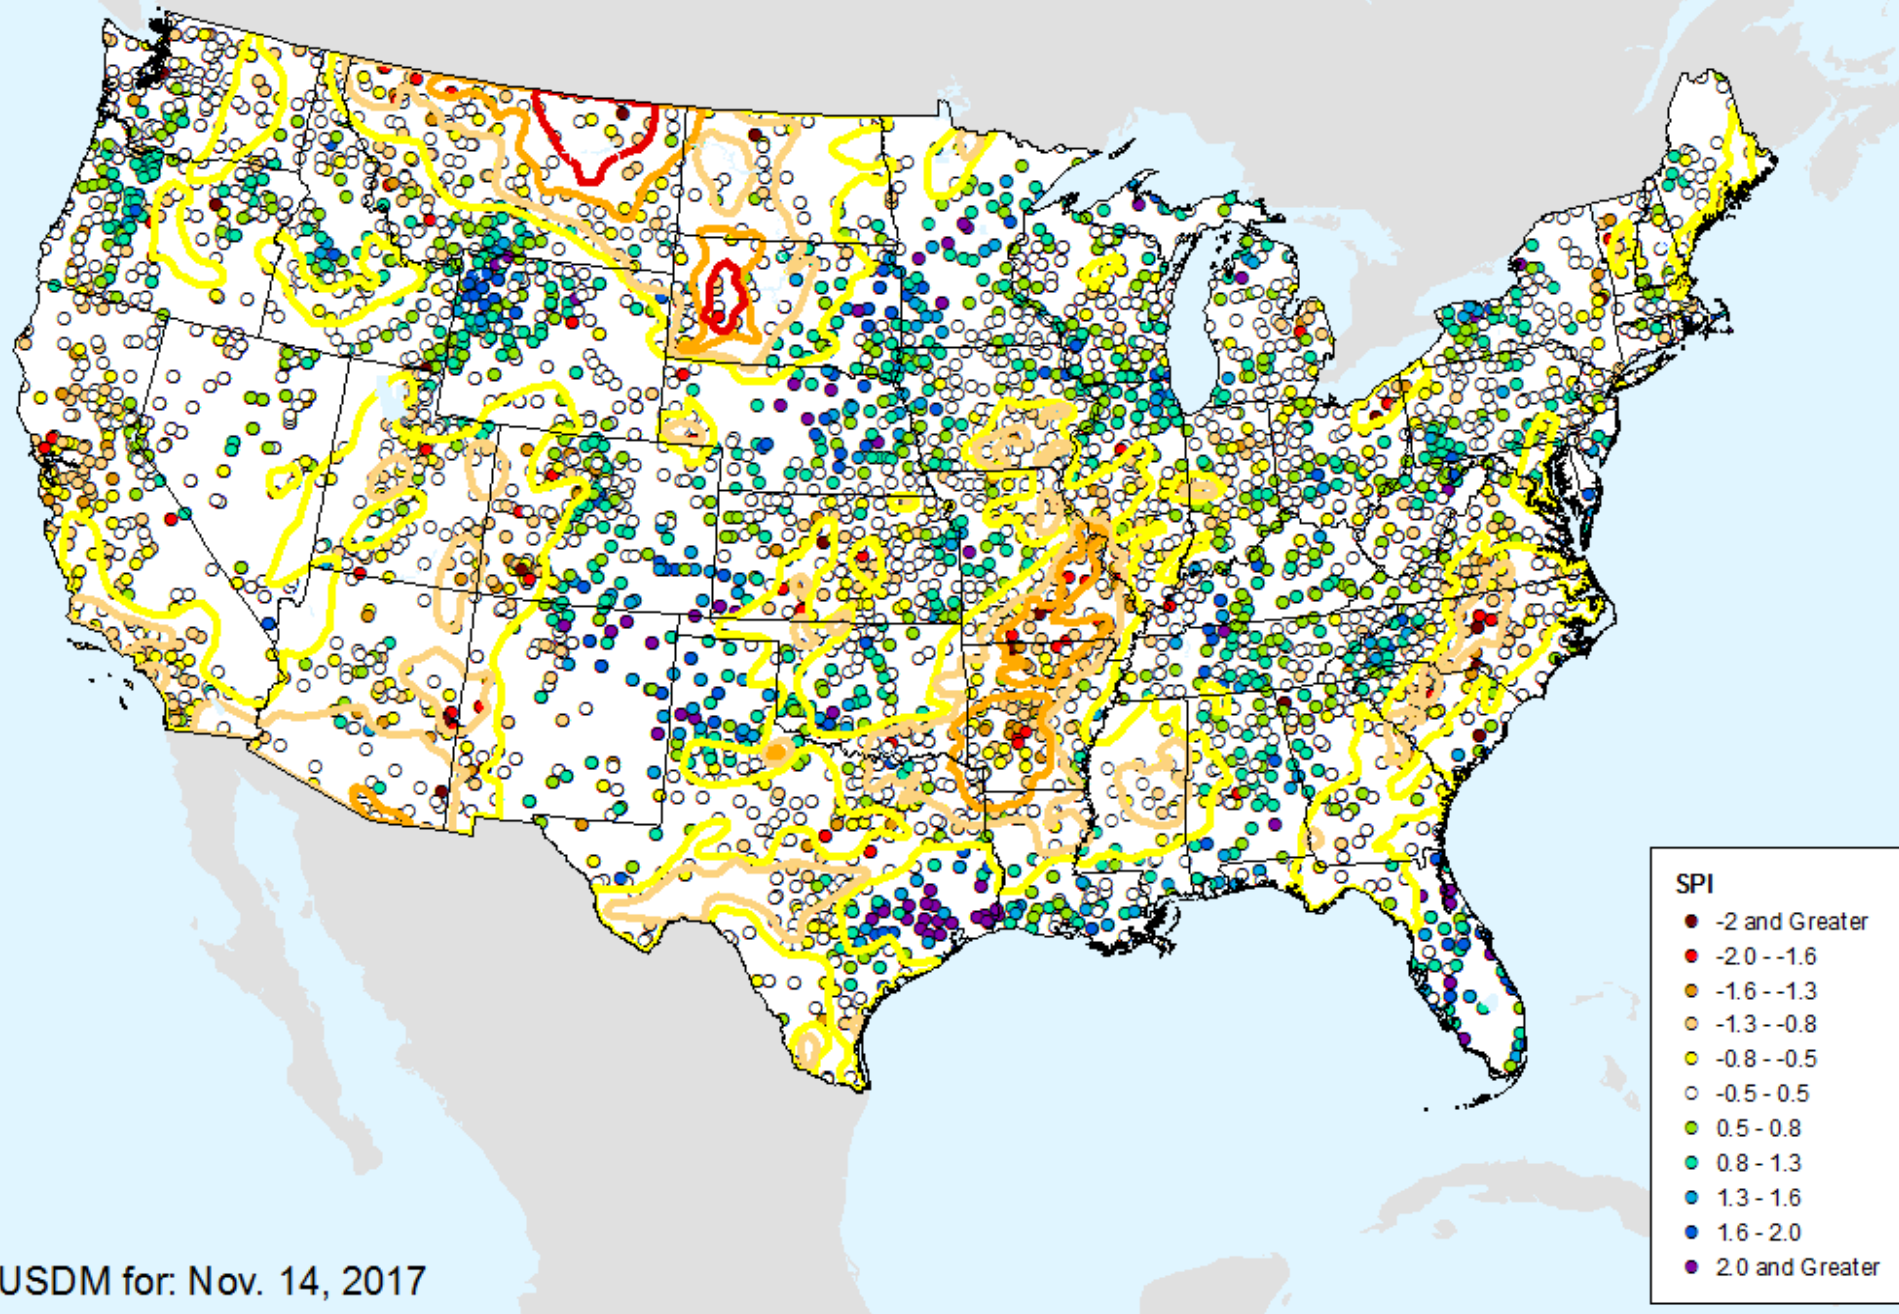 SPI
-2 and Greater
-2.0 - -1.6
-1.6 - -1.3
-1.3 - -0.8
-0.8 - -0.5
-0.5 - 0.5
0.5 - 0.8
0.8 - 1.3
1.3 - 1.6
1.6 - 2.0
2.0 and Greater
USDM for: Nov. 14, 2017